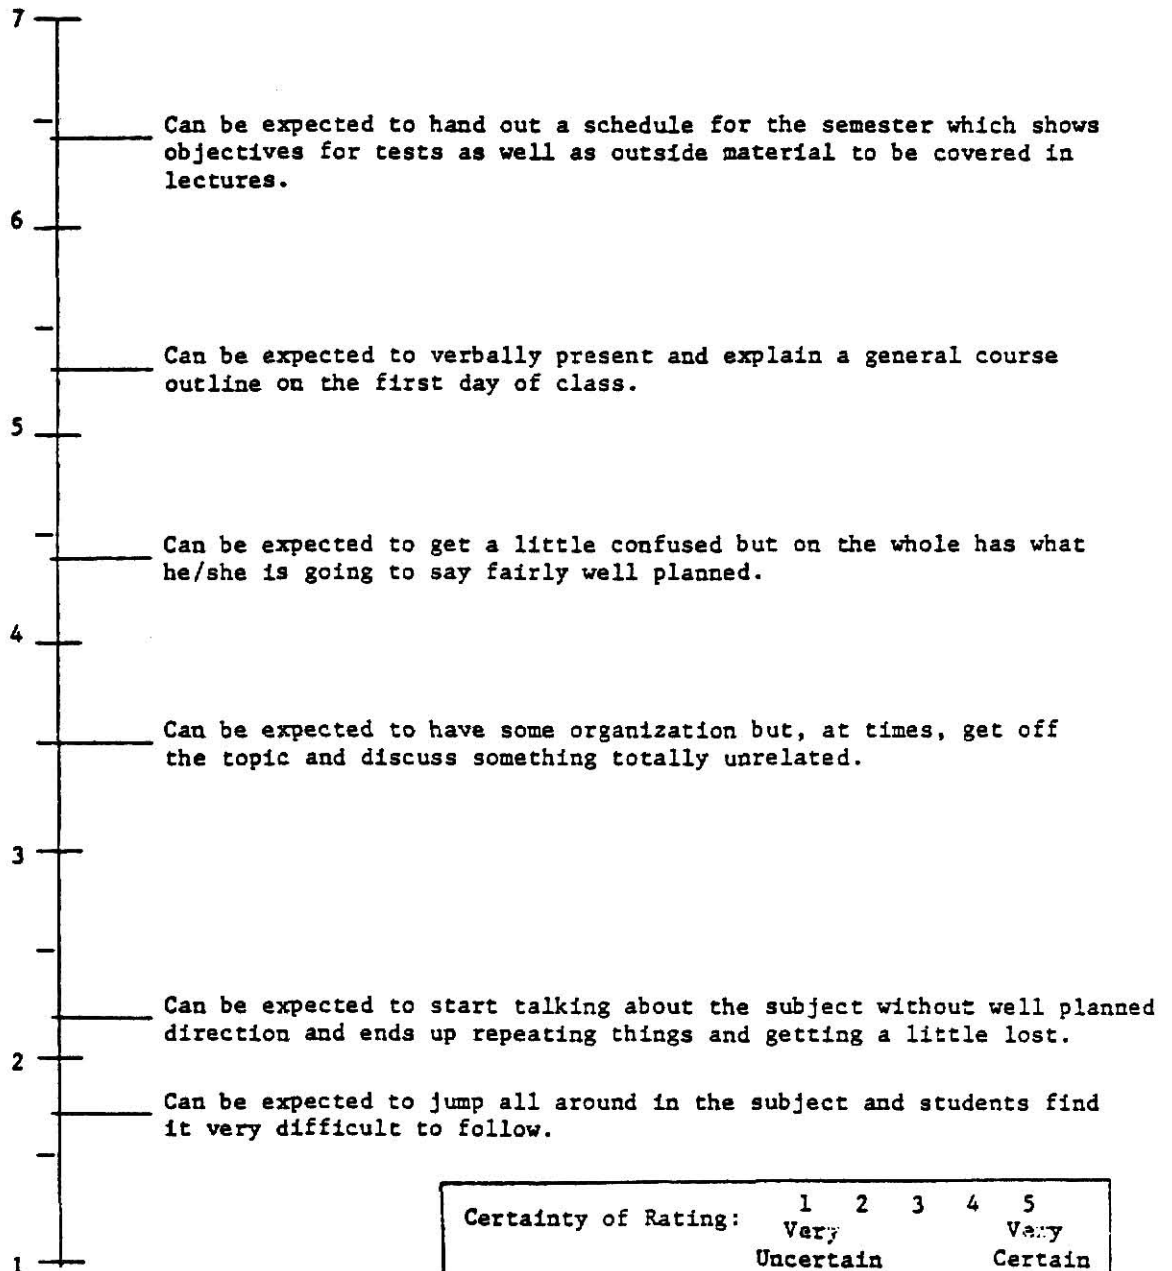 7
Can be expected to hand out a schedule for the semester which shows
objectives for tests as well as outside material to be covered in
lectures.
6
Can be expected to verbally present and explain a general course
outline on the first day of class.
5
Can be expected to get a little confused but on the whole has what
he/she is going to say fairly well planned.
4
Can be expected to have some organization but, at times, get off
the topic and discuss something totally unrelated.
3
Can be expected to start talking about the subject without well planned
direction and ends up repeating things and getting a little lost.
2
Can be expected to jump all around in the subject and students find
it very difficult to follow.
1
Certainty of Rating: 1 2 3 4 5
Very Very
Uncertain Certain